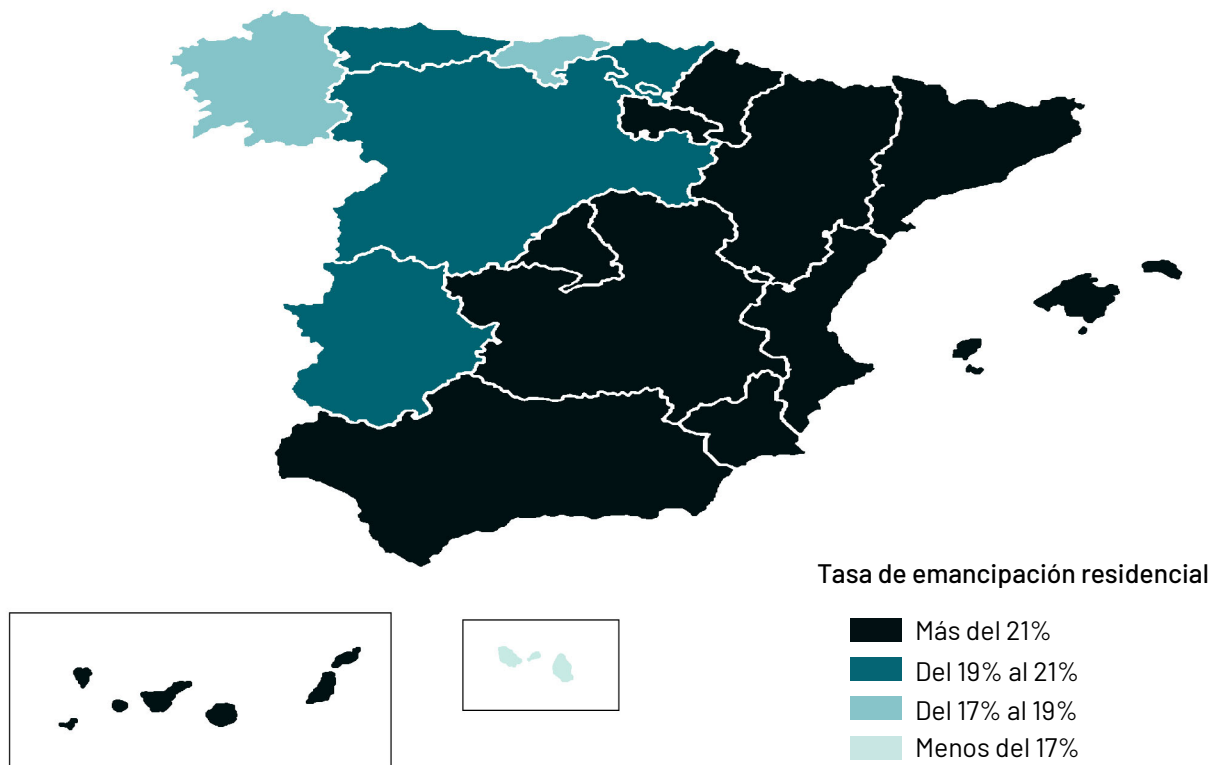 Tasa de emancipación residencial
Más del 21%
Del 19% al 21%
Del 17% al 19%
Menos del 17%